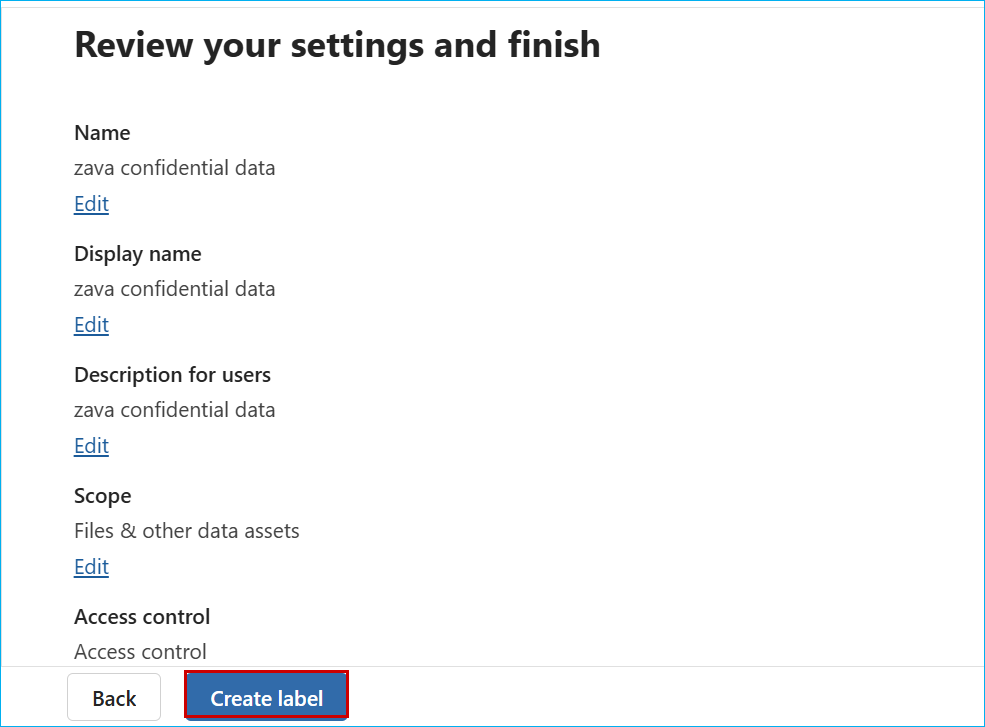 Review your settings and finish
Name
zava confidential data
Edit
Display name
zava confidential data
Edit
Description for users
zava confidential data
Edit
Scope
Files & other data assets
Edit
Access control
Access control
Back
Create label